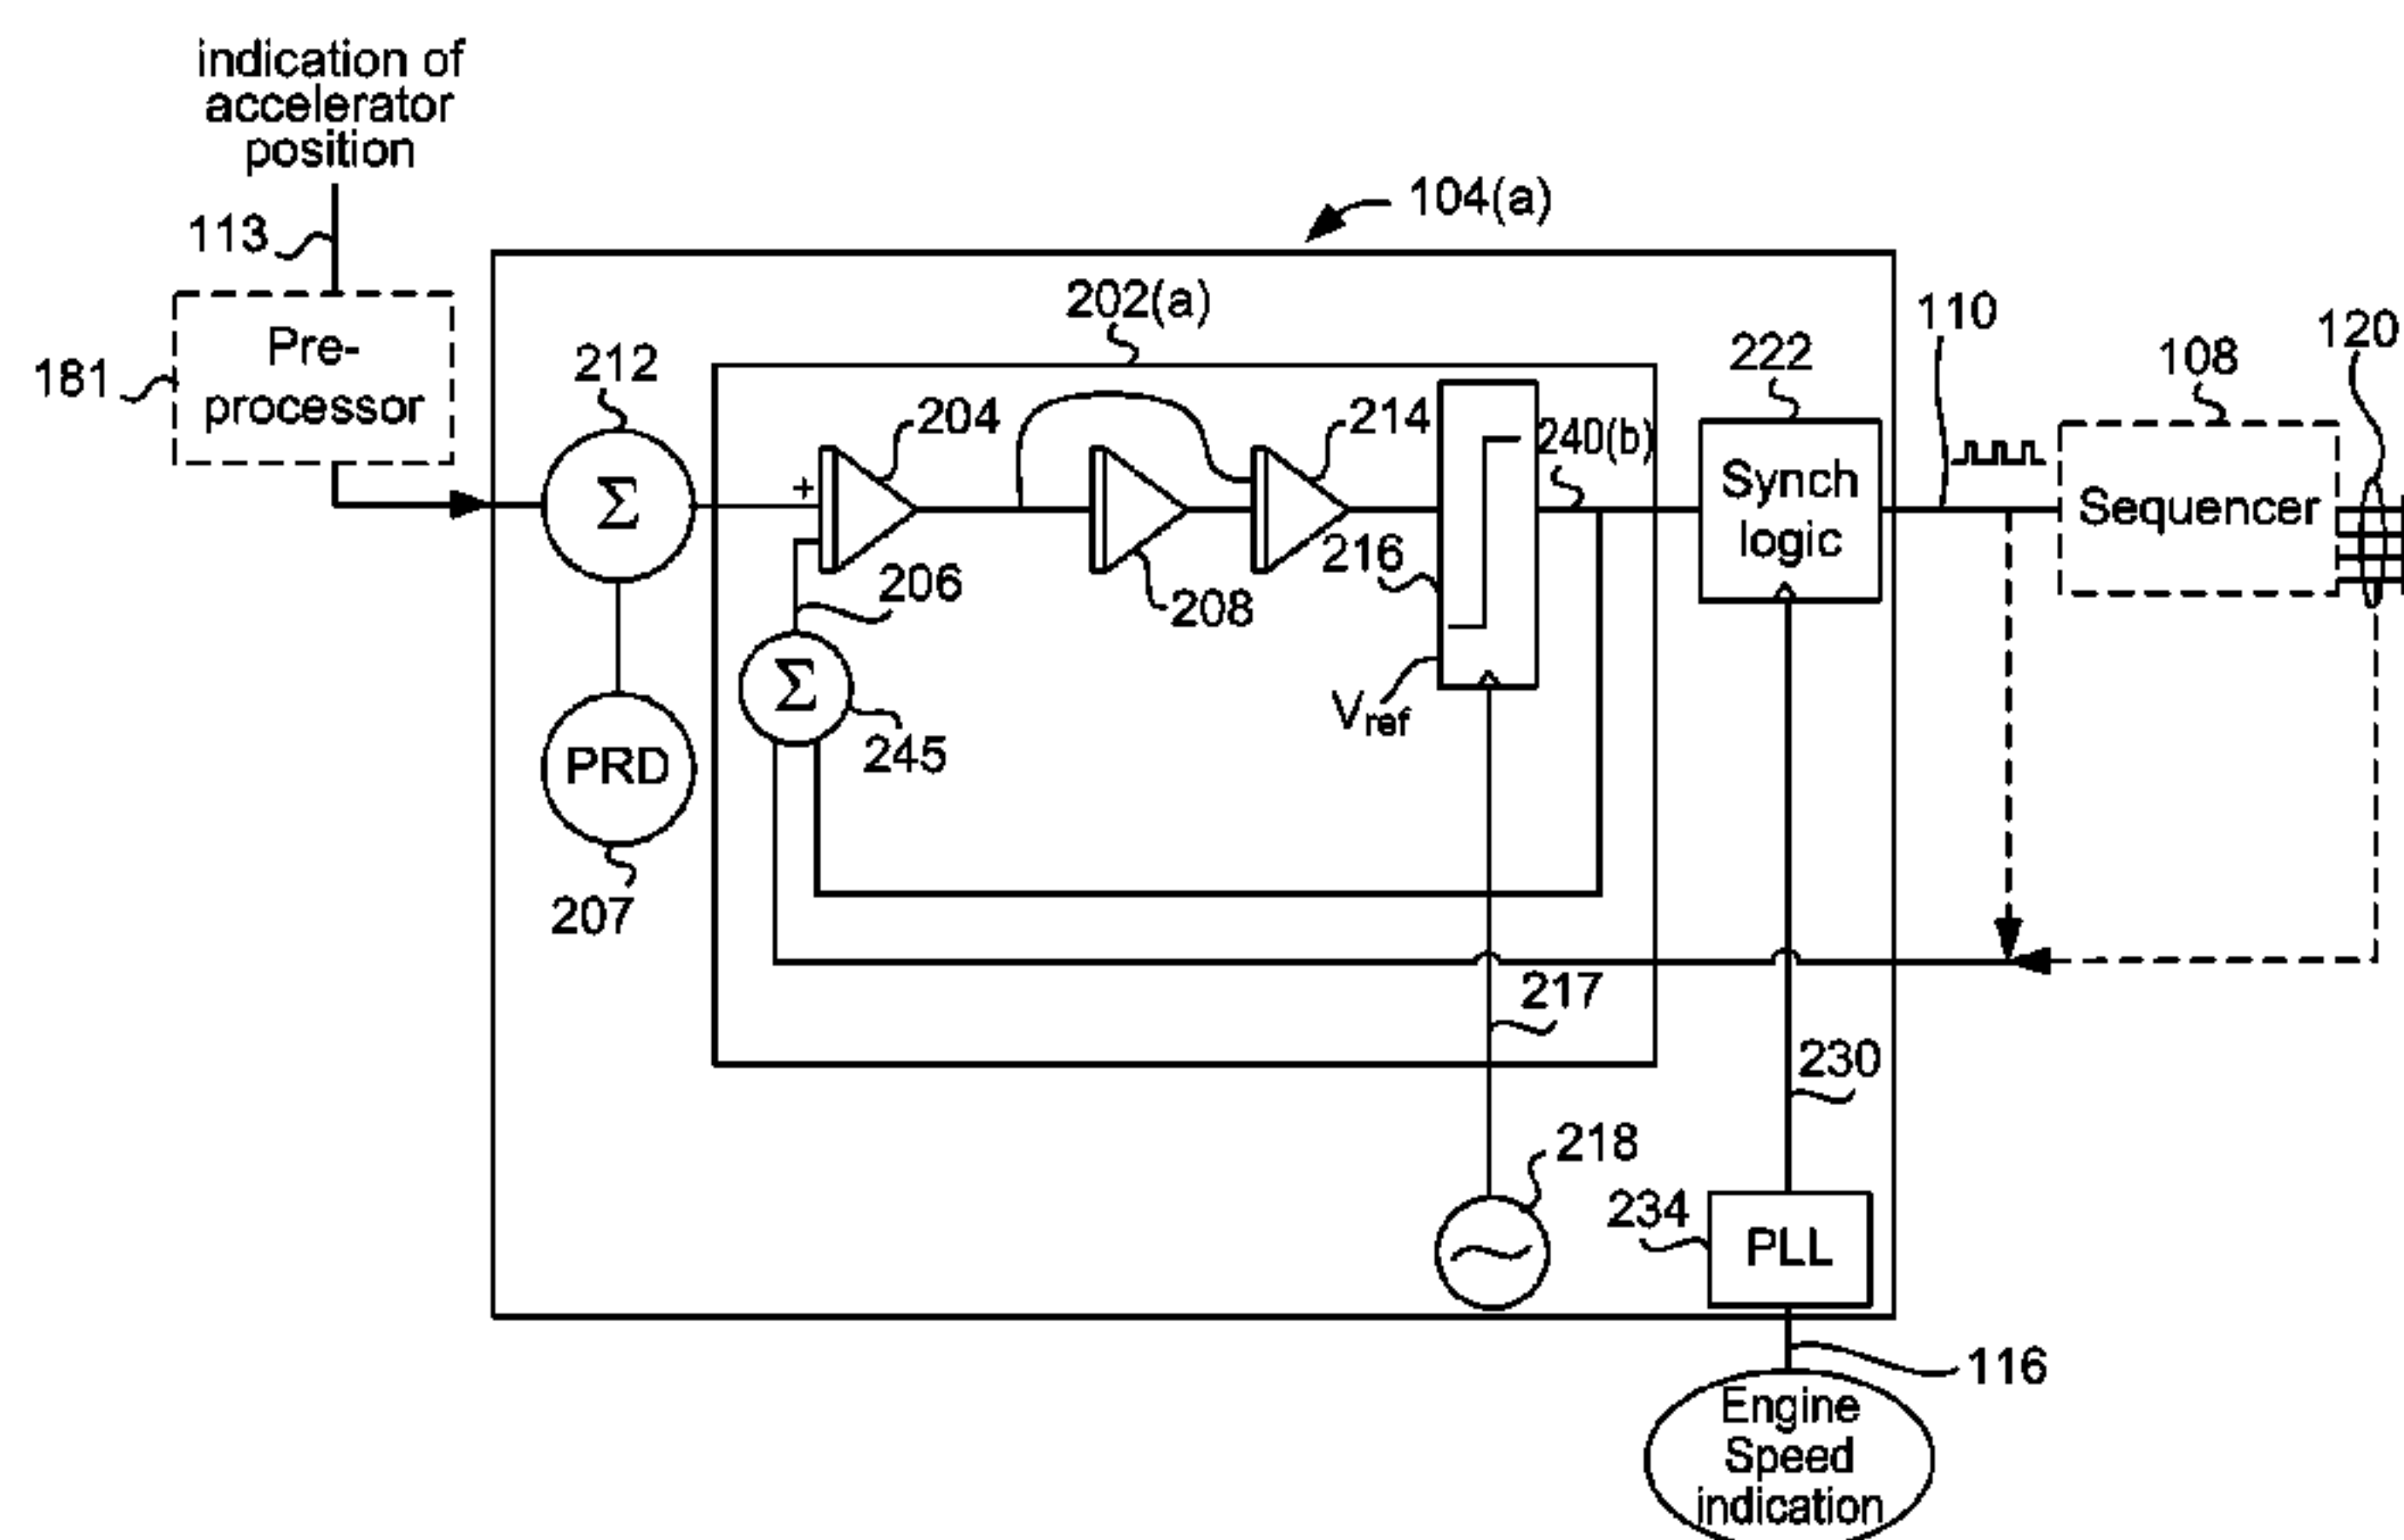 indication of
accelerator
position
113
104(a)
202(a)
110
120
181
Pre-
processor
212
222
108
204
214
240(b)
+
Σ
Synch
logic
Sequencer
206
208
216
Σ
245
Vref
PRD
207
217
230
218
234
PLL
116
Engine
Speed
indication